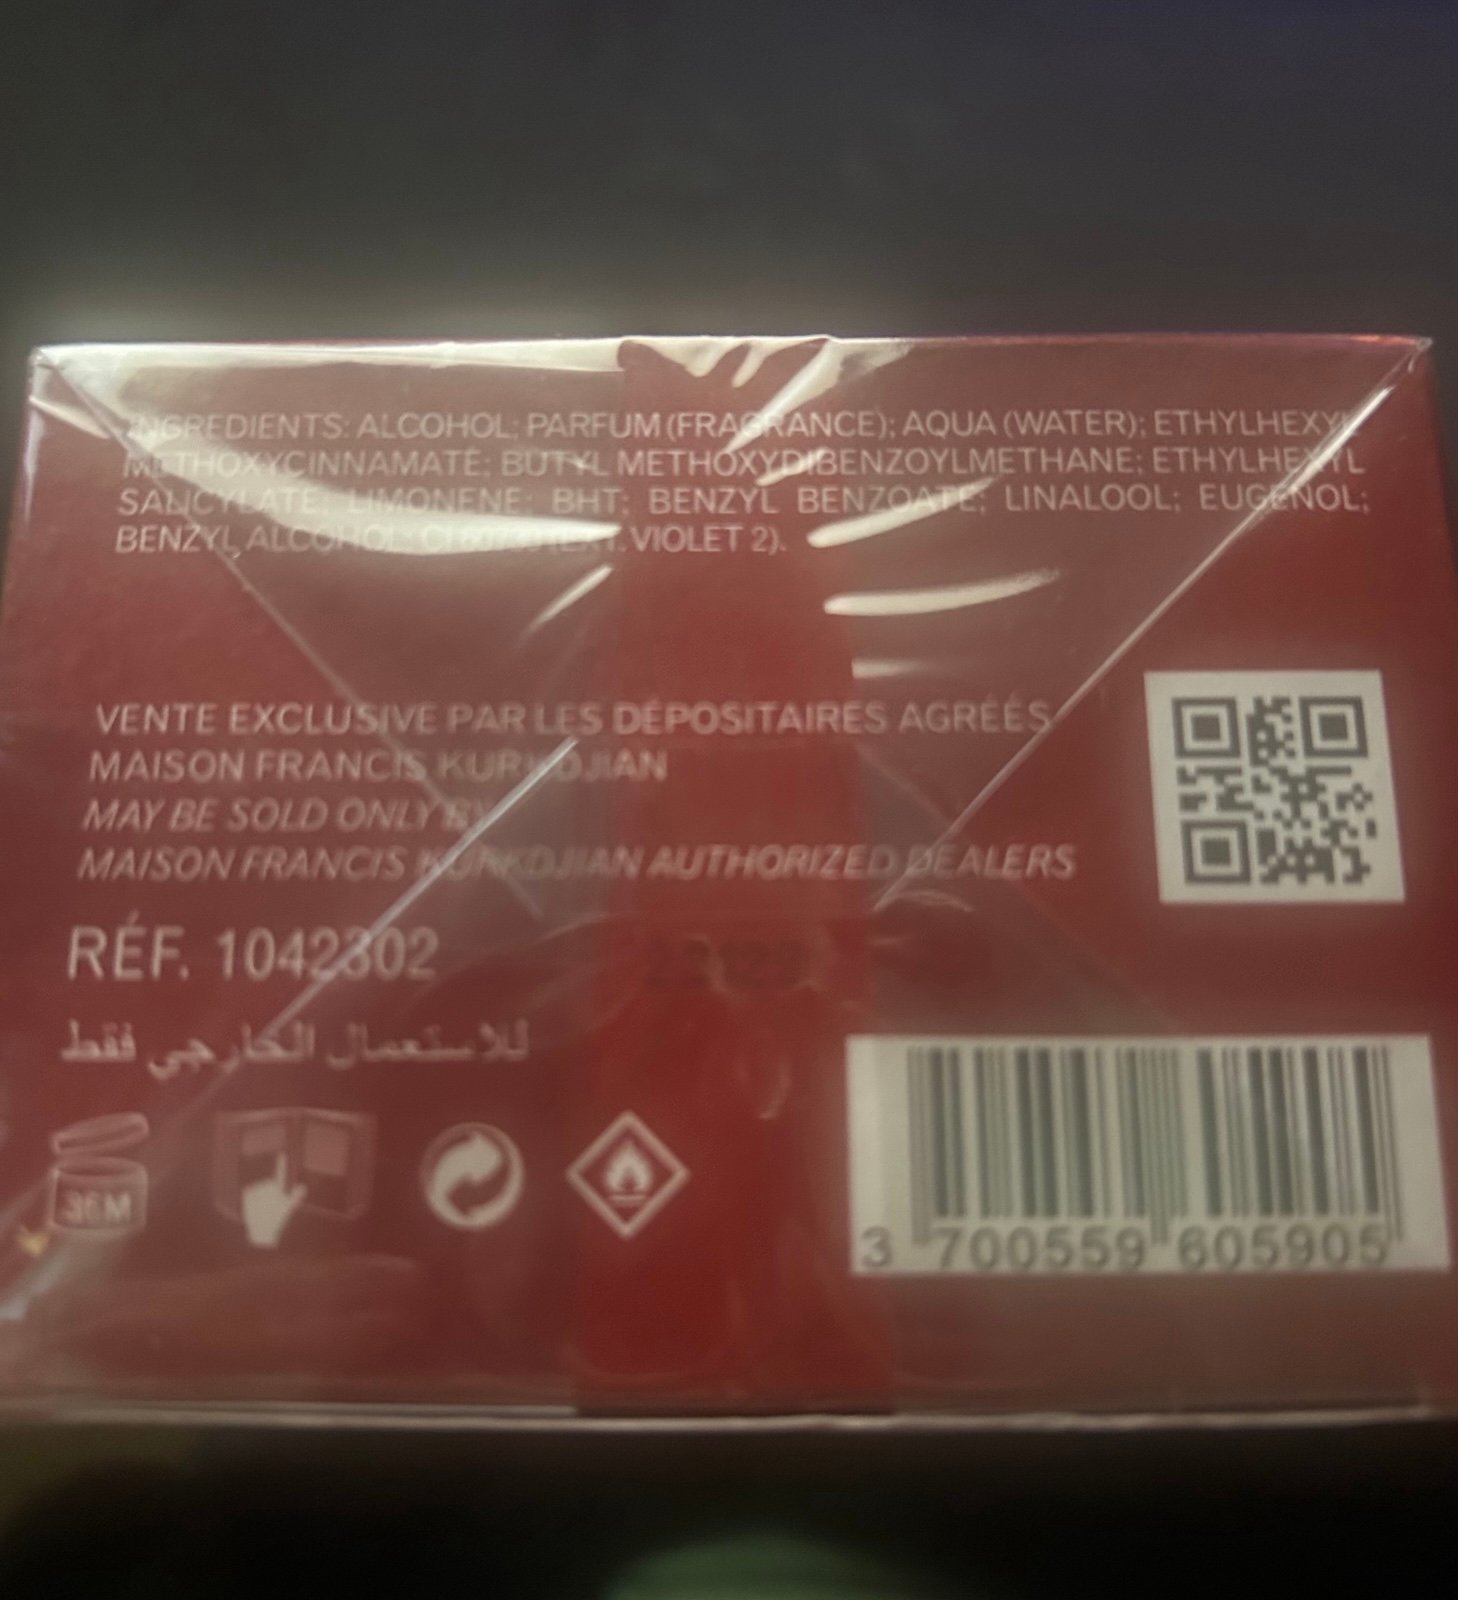 INGREDIENTS: ALCOHOL; PARFUM (FRAGRANCE); AQUA (WATER); ETHYLHEXYL
METHOXYCINNAMATE; BUTYL METHOXYDIBENZOYLMETHANE; ETHYLHEXYL
SALICYLATE; LIMONENE; BHT; BENZYL BENZOATE; LINALOOL; EUGENOL;
BENZYL ALCOHOL; CI VIOLET 2).
VENTE EXCLUSIVE PAR LES DÉPOSITAIRES AGRÉÉS
MAISON FRANCIS KURKDJIAN
MAY BE SOLD ONLY BY
MAISON FRANCIS KURKDJIAN AUTHORIZED DEALERS
RÉF. 1042302
للاستعمال الخارجي فقط
36M
3 700559 605905